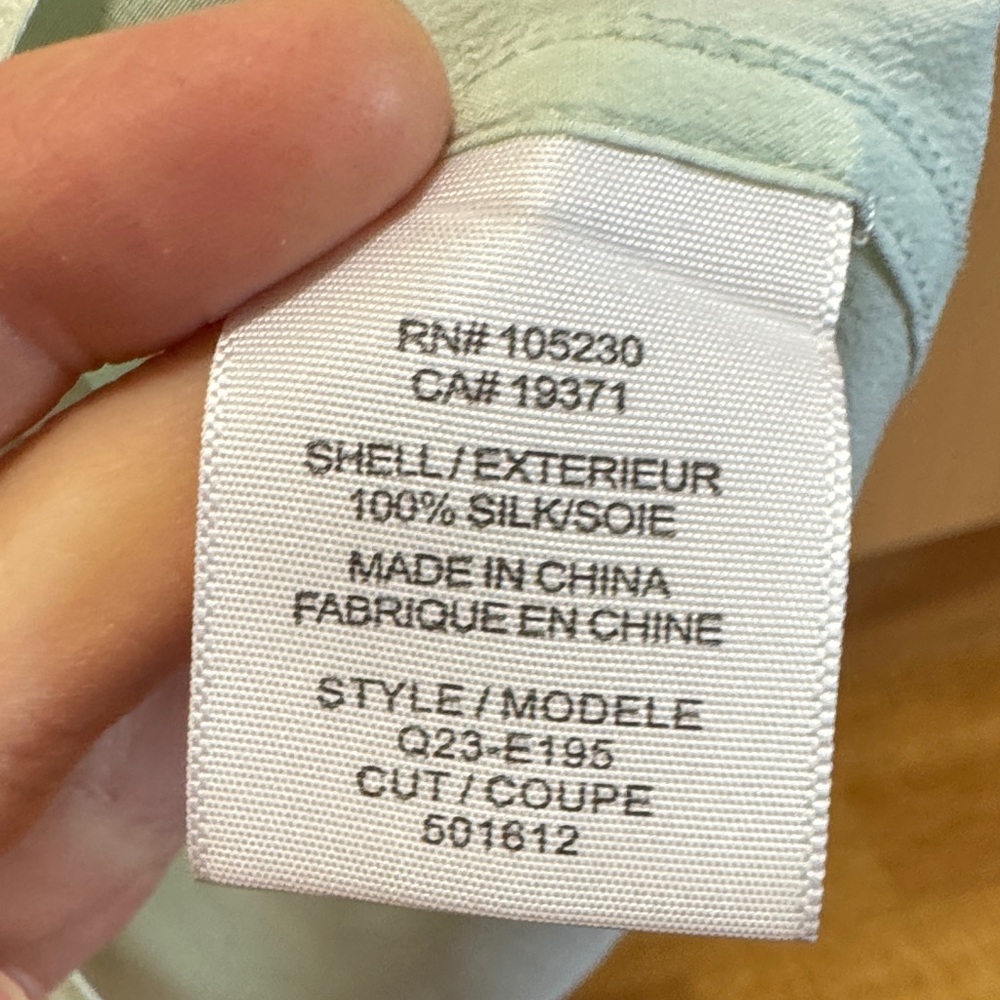 RN# 105230
CA# 19371
SHELL / EXTERIEUR
100% SILK/SOIE
MADE IN CHINA
FABRIQUE EN CHINE
STYLE / MODELE
Q23-E195
CUT / COUPE
501612